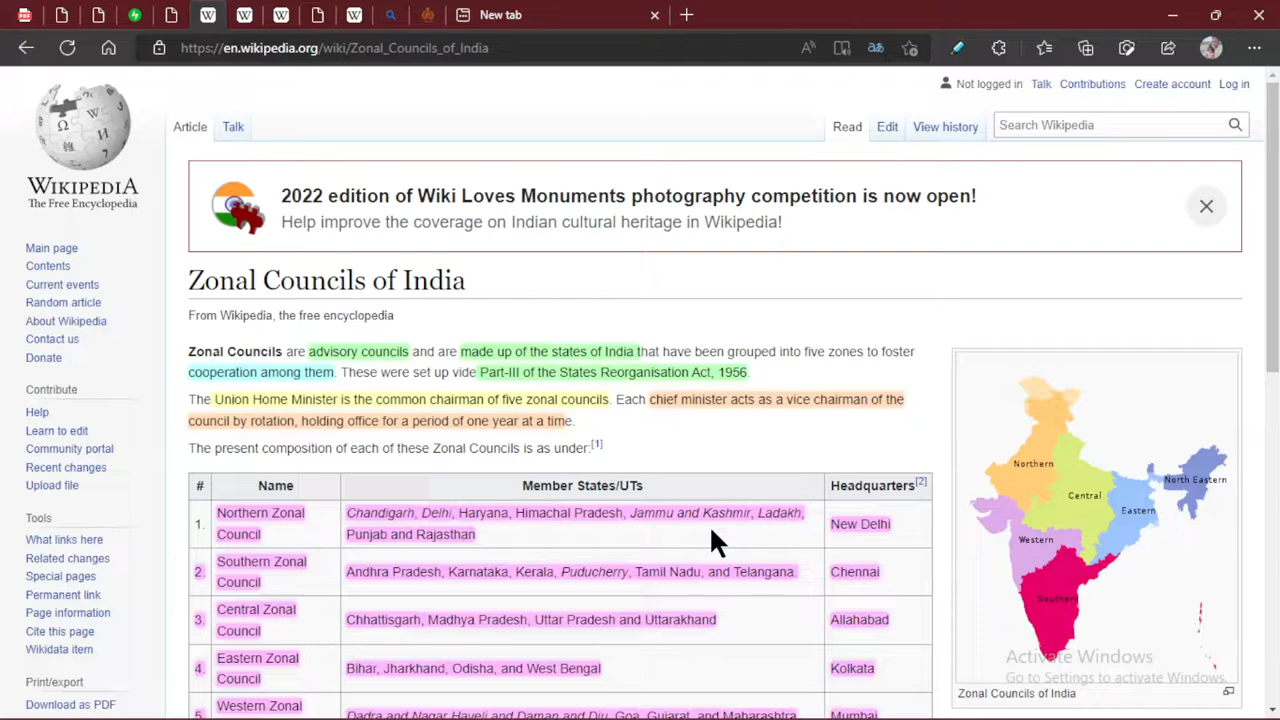 New tab
https://en.wikipedia.org/wiki/Zonal_Councils_of_India
Not logged in Talk Contributions Create account Log in
Article Talk Read Edit View history Search Wikipedia
WIKIPEDIA
The Free Encyclopedia
Main page
Contents
Current events
Random article
About Wikipedia
Contact us
Donate
Contribute
Help
Learn to edit
Community portal
Recent changes
Upload file
Tools
What links here
Related changes
Special pages
Permanent link
Page information
Cite this page
Wikidata item
Print/export
Download as PDF
2022 edition of Wiki Loves Monuments photography competition is now open!
Help improve the coverage on Indian cultural heritage in Wikipedia!
Zonal Councils of India
From Wikipedia, the free encyclopedia
Zonal Councils are advisory councils and are made up of the states of India that have been grouped into five zones to foster
cooperation among them. These were set up vide Part-III of the States Reorganisation Act, 1956.
The Union Home Minister is the common chairman of five zonal councils. Each chief minister acts as a vice chairman of the
council by rotation, holding office for a period of one year at a time.
The present composition of each of these Zonal Councils is as under:[1]
# Name Member States/UTs Headquarters[2]
1. Northern Zonal Council Chandigarh, Delhi, Haryana, Himachal Pradesh, Jammu and Kashmir, Ladakh, Punjab and Rajasthan New Delhi
2. Southern Zonal Council Andhra Pradesh, Karnataka, Kerala, Puducherry, Tamil Nadu, and Telangana. Chennai
3. Central Zonal Council Chhattisgarh, Madhya Pradesh, Uttar Pradesh and Uttarakhand Allahabad
4. Eastern Zonal Council Bihar, Jharkhand, Odisha, and West Bengal Kolkata
5. Western Zonal Dadra and Nagar Haveli and Daman and Diu, Goa, Gujarat, and Maharashtra Mumbai
Northern
North Eastern
Central
Eastern
Western
Southern
Activate Windows
Go to Settings to activate Windows.
Zonal Councils of India